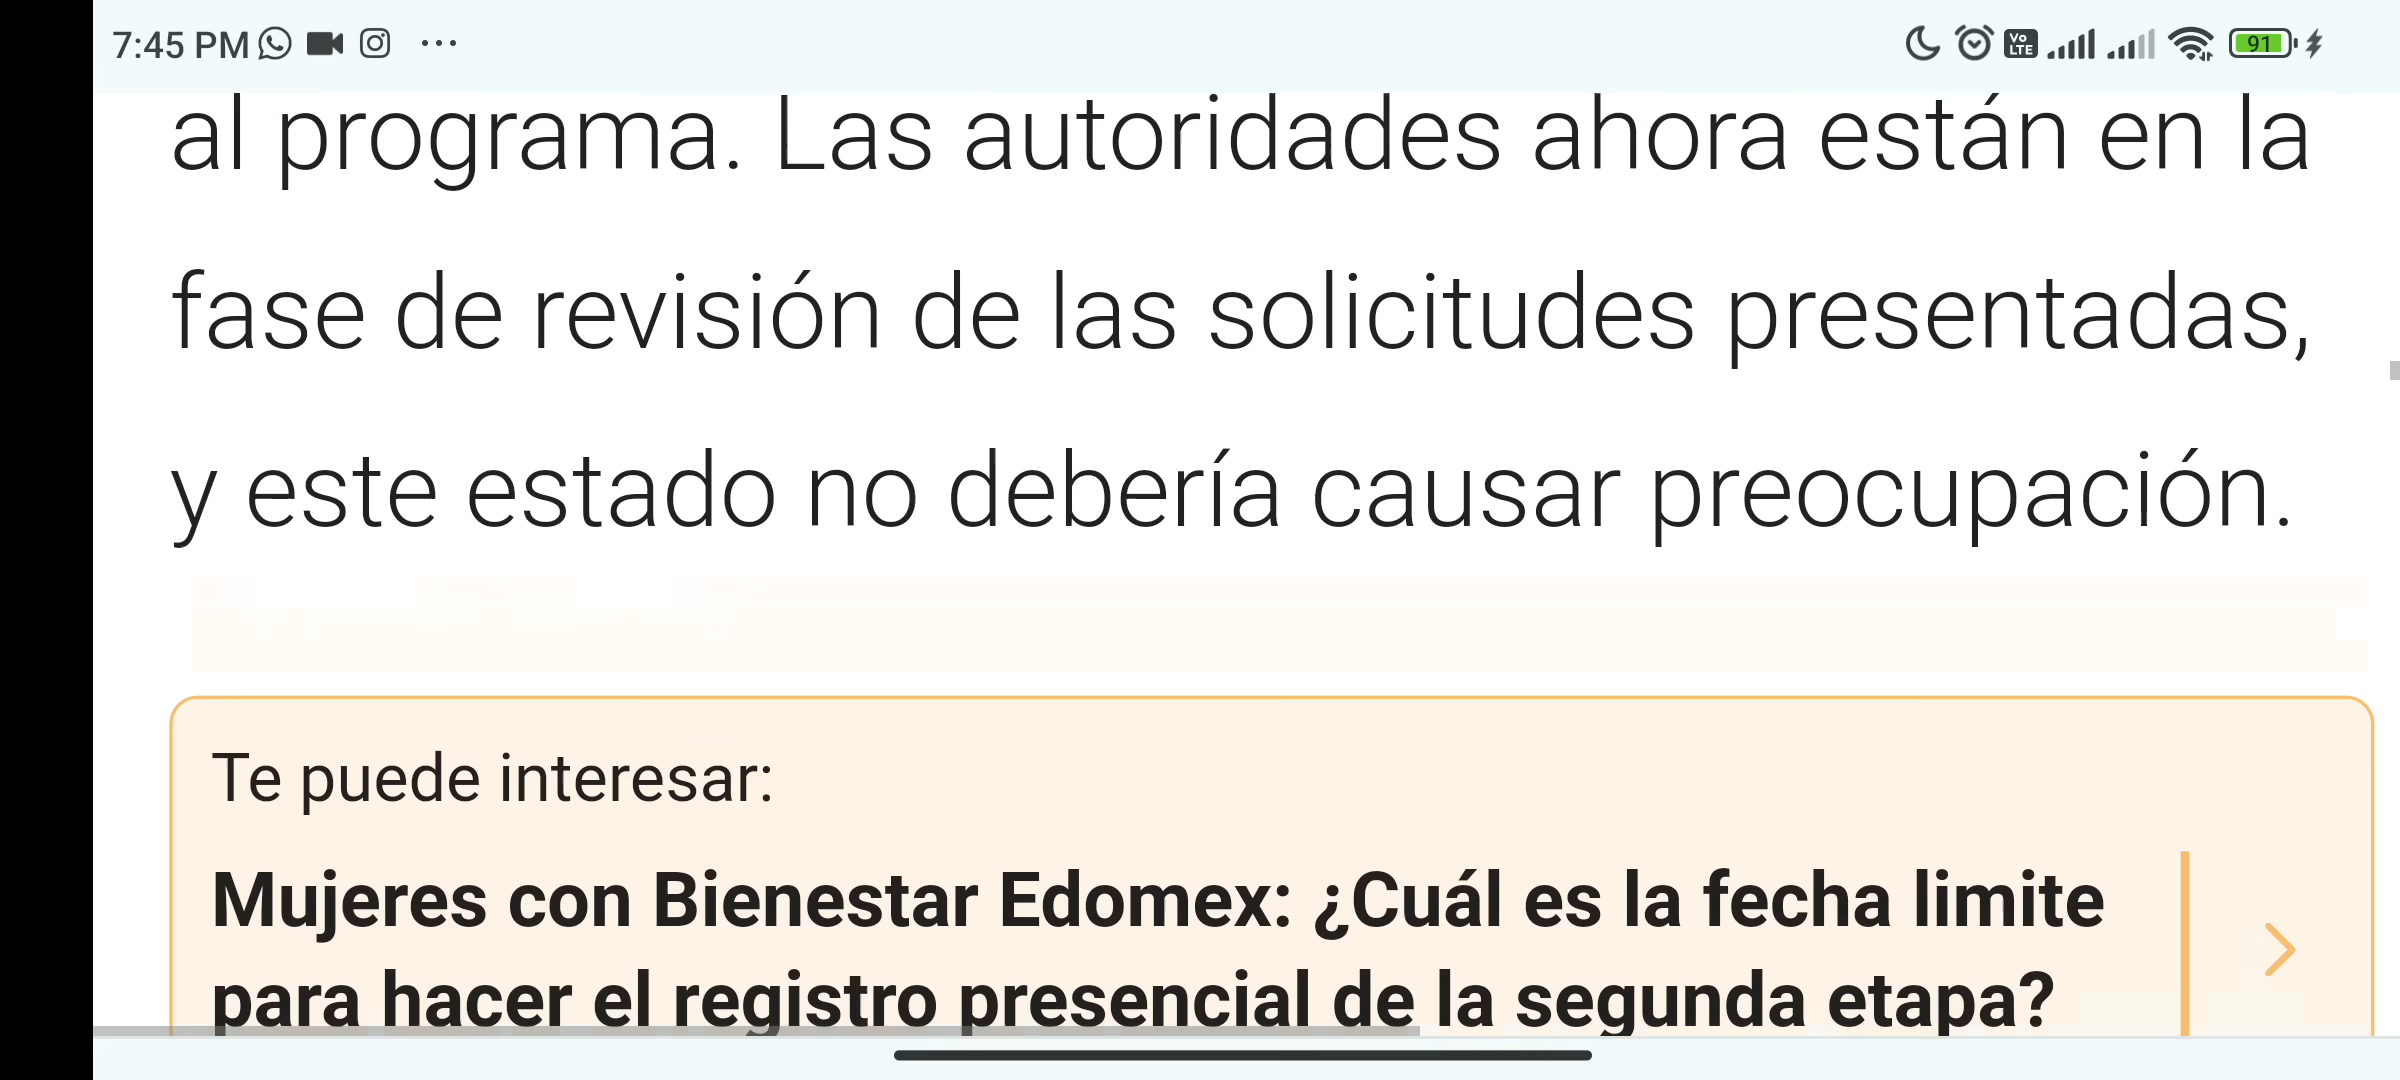 7:45 PM
Vo LTE
91
al programa. Las autoridades ahora están en la
fase de revisión de las solicitudes presentadas,
y este estado no debería causar preocupación.
Te puede interesar:
Mujeres con Bienestar Edomex: ¿Cuál es la fecha limite
para hacer el registro presencial de la segunda etapa?